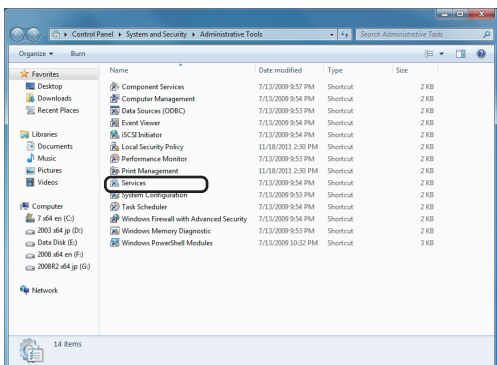 Control Panel ▸ System and Security ▸ Administrative Tools
Search Administrative Tools
Organize ▾ Burn
Favorites
Desktop
Downloads
Recent Places
Libraries
Documents
Music
Pictures
Videos
Computer
7 x64 en (C:)
2003 x64 jp (D:)
Data Disk (E:)
2008 x64 en (F:)
2008R2 x64 jp (G:)
Network
Name Date modified Type Size
Component Services 7/13/2009 9:57 PM Shortcut 2 KB
Computer Management 7/13/2009 9:54 PM Shortcut 2 KB
Data Sources (ODBC) 7/13/2009 9:53 PM Shortcut 2 KB
Event Viewer 7/13/2009 9:54 PM Shortcut 2 KB
iSCSI Initiator 7/13/2009 9:54 PM Shortcut 2 KB
Local Security Policy 11/18/2011 2:30 PM Shortcut 2 KB
Performance Monitor 7/13/2009 9:53 PM Shortcut 2 KB
Print Management 11/18/2011 2:30 PM Shortcut 2 KB
Services 7/13/2009 9:54 PM Shortcut 2 KB
System Configuration 7/13/2009 9:53 PM Shortcut 2 KB
Task Scheduler 7/13/2009 9:54 PM Shortcut 2 KB
Windows Firewall with Advanced Security 7/13/2009 9:54 PM Shortcut 2 KB
Windows Memory Diagnostic 7/13/2009 9:53 PM Shortcut 2 KB
Windows PowerShell Modules 7/13/2009 10:32 PM Shortcut 3 KB
14 items